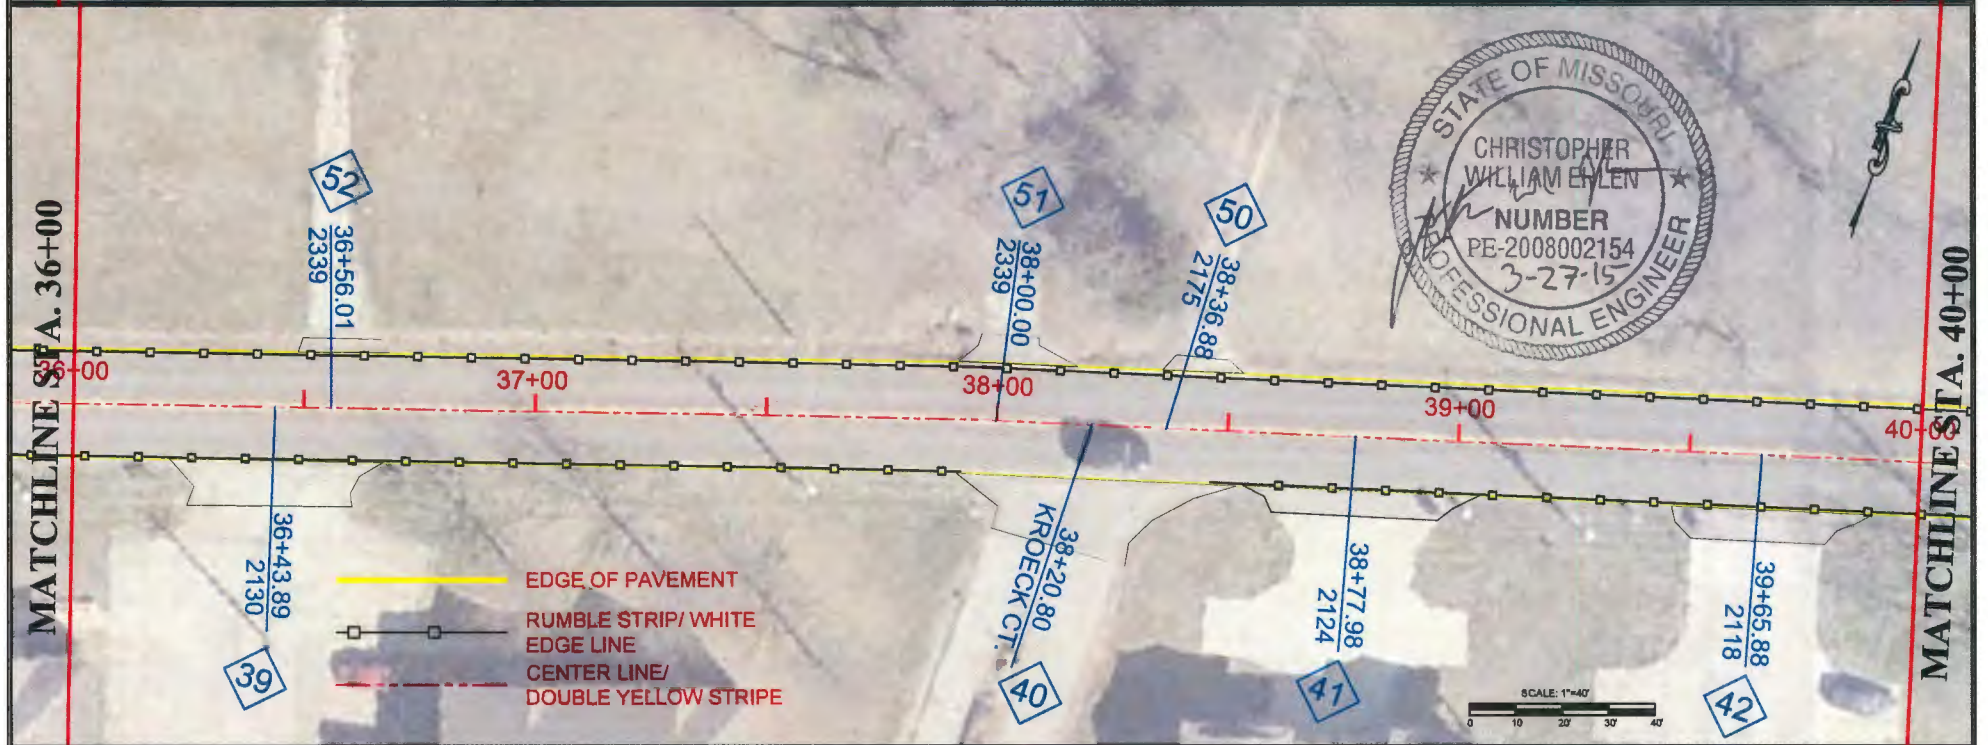 MATCHLINE STA. 36+00
52
36+56.01
2339
51
38+00.00
2339
50
38+36.88
2175
STATE OF MISSOURI
CHRISTOPHER
WILLIAM EHLEN
NUMBER
PE-2008002154
3-27-15
PROFESSIONAL ENGINEER
MATCHLINE STA. 40+00
36+00
37+00
38+00
39+00
40+00
36+43.89
2130
39
38+20.80
KROECK CT.
40
38+77.98
2124
41
39+65.88
2118
42
EDGE OF PAVEMENT
RUMBLE STRIP/ WHITE
EDGE LINE
CENTER LINE/
DOUBLE YELLOW STRIPE
SCALE: 1"=40'
0 10 20' 30' 40'